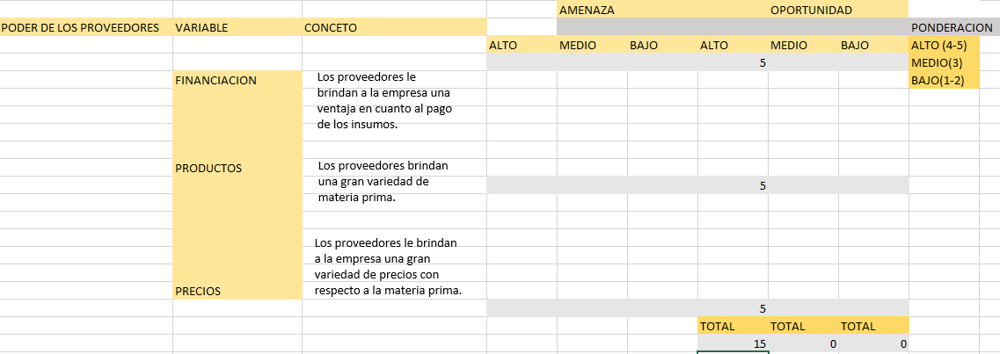 AMENAZA OPORTUNIDAD
PODER DE LOS PROVEEDORES VARIABLE CONCETO PONDERACION
ALTO MEDIO BAJO ALTO MEDIO BAJO ALTO (4-5)
5 MEDIO(3)
FINANCIACION BAJO(1-2)
Los proveedores le
brindan a la empresa una
ventaja en cuanto al pago
de los insumos.
PRODUCTOS
Los proveedores brindan
una gran variedad de
materia prima.
5
Los proveedores le brindan
a la empresa una gran
variedad de precios con
respecto a la materia prima.
PRECIOS
5
TOTAL TOTAL TOTAL
15 0 0